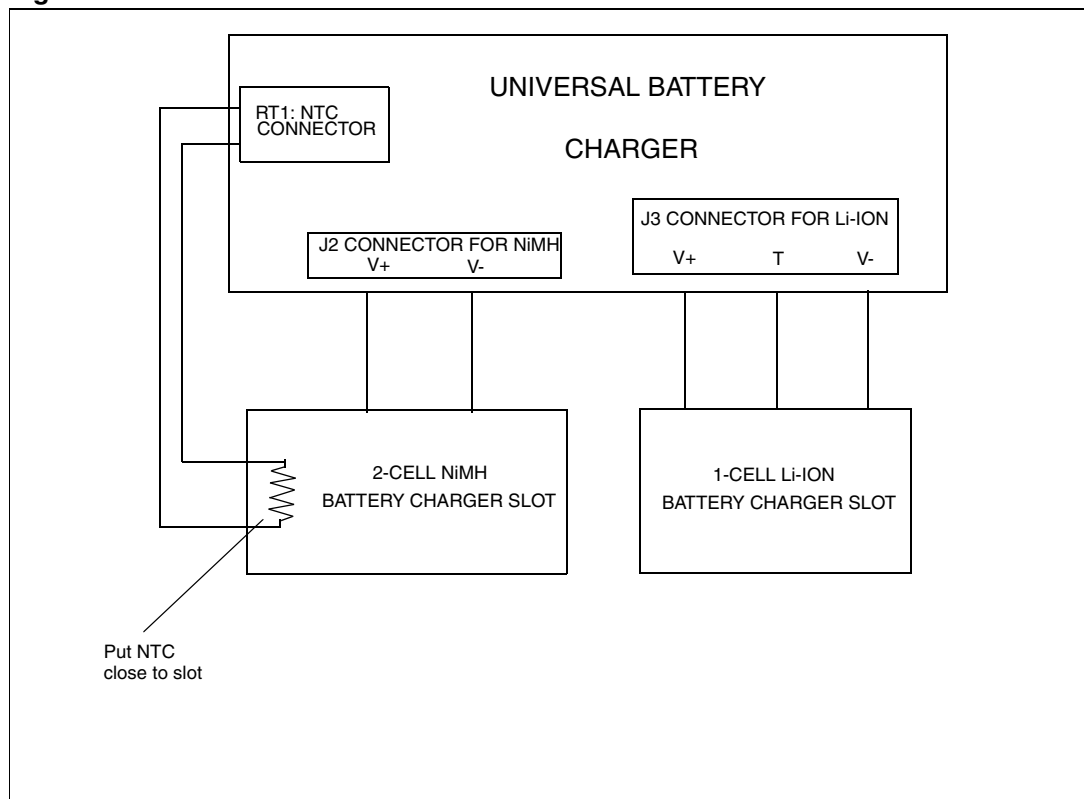 UNIVERSAL BATTERY
CHARGER
RT1: NTC
CONNECTOR
J2 CONNECTOR FOR NiMH
V+ V-
J3 CONNECTOR FOR Li-ION
V+ T V-
2-CELL NiMH
BATTERY CHARGER SLOT
1-CELL Li-ION
BATTERY CHARGER SLOT
Put NTC
close to slot